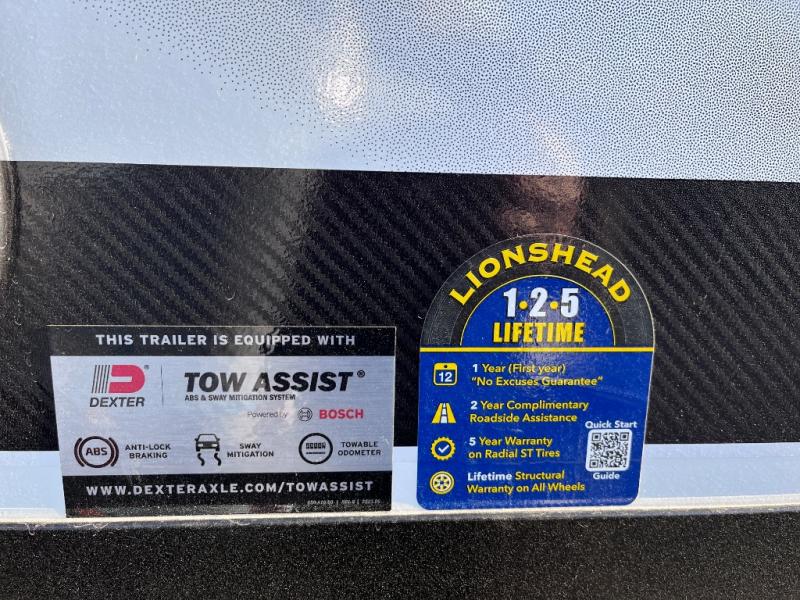 THIS TRAILER IS EQUIPPED WITH
DEXTER
TOW ASSIST®
ABS & SWAY MITIGATION SYSTEM
Powered by BOSCH
ABS
ANTI-LOCK
BRAKING
SWAY
MITIGATION
TOWABLE
ODOMETER
WWW.DEXTERAXLE.COM/TOWASSIST
LIONSHEAD
1•2•5
LIFETIME
12
1 Year (First year)
"No Excuses Guarantee"
2 Year Complimentary
Roadside Assistance
5 Year Warranty
on Radial ST Tires
Lifetime Structural
Warranty on All Wheels
Quick Start
Guide